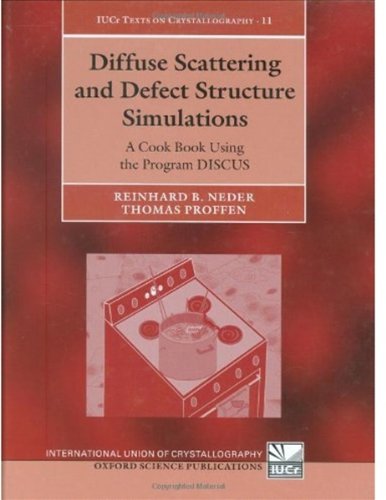 IUCr Texts on Crystallography · 11
Diffuse Scattering
and Defect Structure
Simulations
A Cook Book Using
the Program DISCUS
REINHARD B. NEDER
THOMAS PROFFEN
INTERNATIONAL UNION OF CRYSTALLOGRAPHY
OXFORD SCIENCE PUBLICATIONS
IUCr